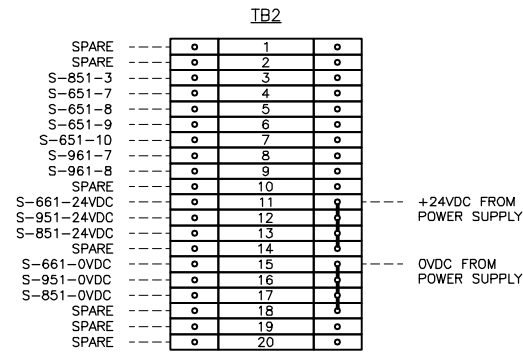 TB2
SPARE 1
SPARE 2
S-851-3 3
S-651-7 4
S-651-8 5
S-651-9 6
S-651-10 7
S-961-7 8
S-961-8 9
SPARE 10
S-661-24VDC 11 +24VDC FROM
S-951-24VDC 12 POWER SUPPLY
S-851-24VDC 13
SPARE 14
S-661-0VDC 15 0VDC FROM
S-951-0VDC 16 POWER SUPPLY
S-851-0VDC 17
SPARE 18
SPARE 19
SPARE 20